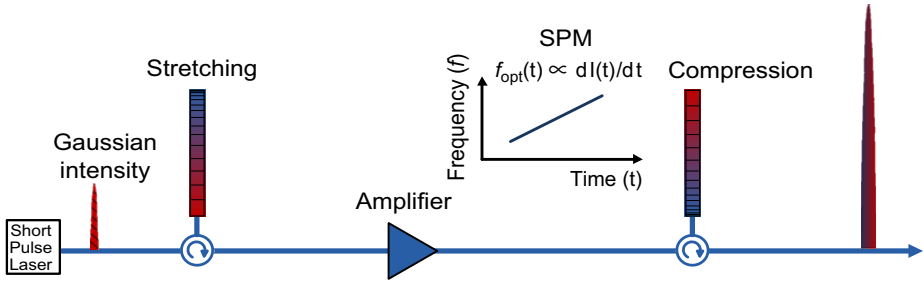 SPM
f_opt(t) ∝ dI(t)/dt
Stretching
Compression
Frequency (f)
Time (t)
Gaussian
intensity
Amplifier
Short
Pulse
Laser